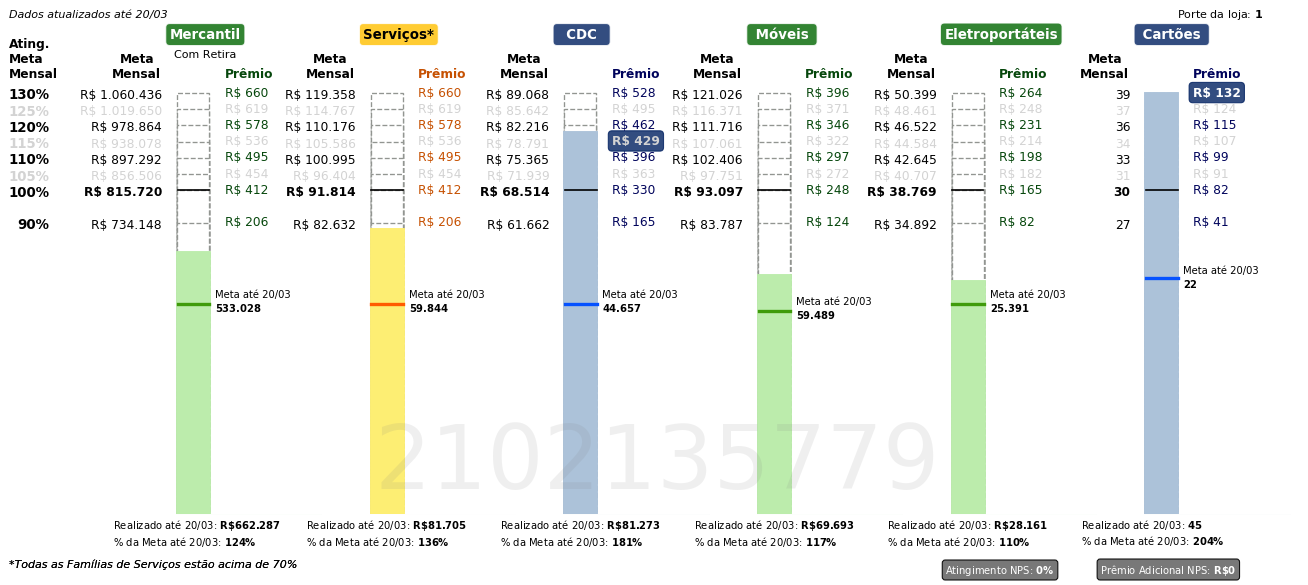 Dados atualizados até 20/03
Porte da loja: 1
Mercantil Serviços* CDC Móveis Eletroportáteis Cartões
Com Retira
Ating. Meta Mensal
Meta Mensal Prêmio Meta Mensal Prêmio Meta Mensal Prêmio Meta Mensal Prêmio Meta Mensal Prêmio Meta Mensal Prêmio
130% R$ 1.060.436 R$ 660 R$ 119.358 R$ 660 R$ 89.068 R$ 528 R$ 121.026 R$ 396 R$ 50.399 R$ 264 39 R$ 132
125% R$ 1.019.650 R$ 619 R$ 114.767 R$ 619 R$ 85.642 R$ 495 R$ 116.371 R$ 371 R$ 48.461 R$ 248 37 R$ 124
120% R$ 978.864 R$ 578 R$ 110.176 R$ 578 R$ 82.216 R$ 462 R$ 111.716 R$ 346 R$ 46.522 R$ 231 36 R$ 115
115% R$ 938.078 R$ 536 R$ 105.586 R$ 536 R$ 78.791 R$ 429 R$ 107.061 R$ 322 R$ 44.584 R$ 214 34 R$ 107
110% R$ 897.292 R$ 495 R$ 100.995 R$ 495 R$ 75.365 R$ 396 R$ 102.406 R$ 297 R$ 42.645 R$ 198 33 R$ 99
105% R$ 856.506 R$ 454 R$ 96.404 R$ 454 R$ 71.939 R$ 363 R$ 97.751 R$ 272 R$ 40.707 R$ 182 31 R$ 91
100% R$ 815.720 R$ 412 R$ 91.814 R$ 412 R$ 68.514 R$ 330 R$ 93.097 R$ 248 R$ 38.769 R$ 165 30 R$ 82
90% R$ 734.148 R$ 206 R$ 82.632 R$ 206 R$ 61.662 R$ 165 R$ 83.787 R$ 124 R$ 34.892 R$ 82 27 R$ 41
Meta até 20/03 Meta até 20/03 Meta até 20/03 Meta até 20/03 Meta até 20/03 Meta até 20/03
533.028 59.844 44.657 59.489 25.391 22
2102135779
Realizado até 20/03: R$662.287 Realizado até 20/03: R$81.705 Realizado até 20/03: R$81.273 Realizado até 20/03: R$69.693 Realizado até 20/03: R$28.161 Realizado até 20/03: 45
% da Meta até 20/03: 124% % da Meta até 20/03: 136% % da Meta até 20/03: 181% % da Meta até 20/03: 117% % da Meta até 20/03: 110% % da Meta até 20/03: 204%
*Todas as Famílias de Serviços estão acima de 70%
Atingimento NPS: 0% Prêmio Adicional NPS: R$0